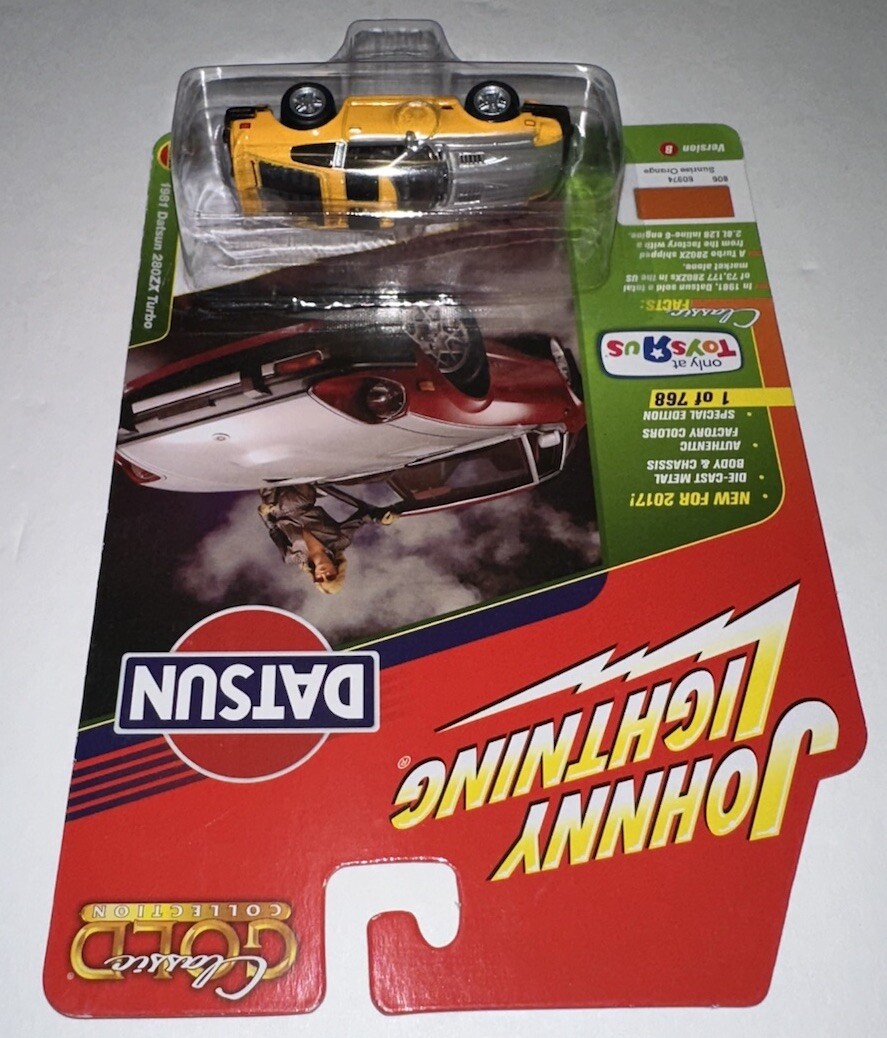 Classic
GOLD®
COLLECTION
JOHNNY
LIGHTNING®
DATSUN
• NEW FOR 2017!
• DIE-CAST METAL
BODY & CHASSIS
• AUTHENTIC
FACTORY COLORS
• SPECIAL EDITION
1 of 768
only at
TOYSRUS
Classic
FACTS:
In 1981, Datsun sold a total
of 73,177 280ZXs in the US
market alone.
A Turbo 280ZX shipped
from the factory with a
2.8L L28 inline-6 engine.
806 E0974
Sunrise Orange
Version B
1981 Datsun 280ZX Turbo